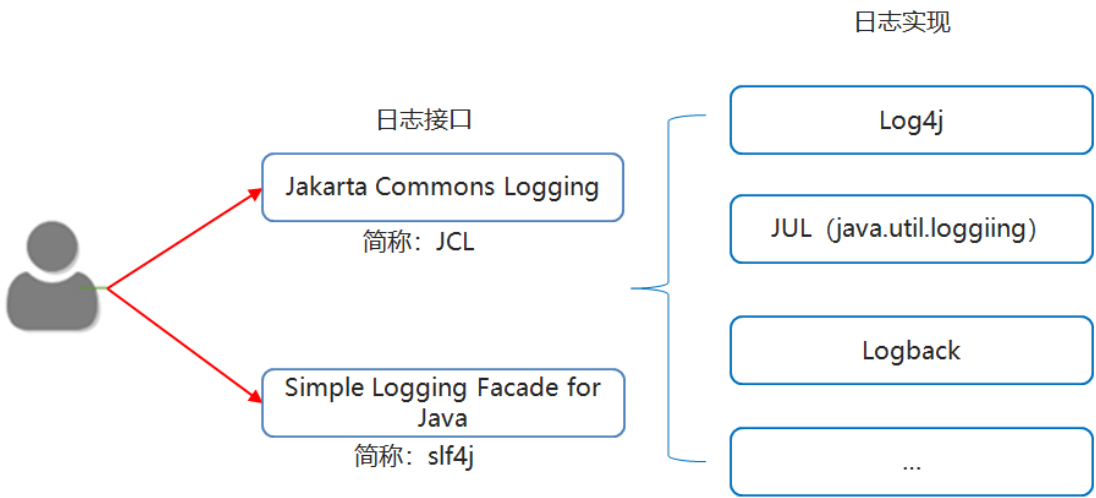 日志实现
日志接口
Log4j
Jakarta Commons Logging
简称：JCL
JUL（java.util.loggiing）
Logback
Simple Logging Facade for
Java
简称：slf4j
...